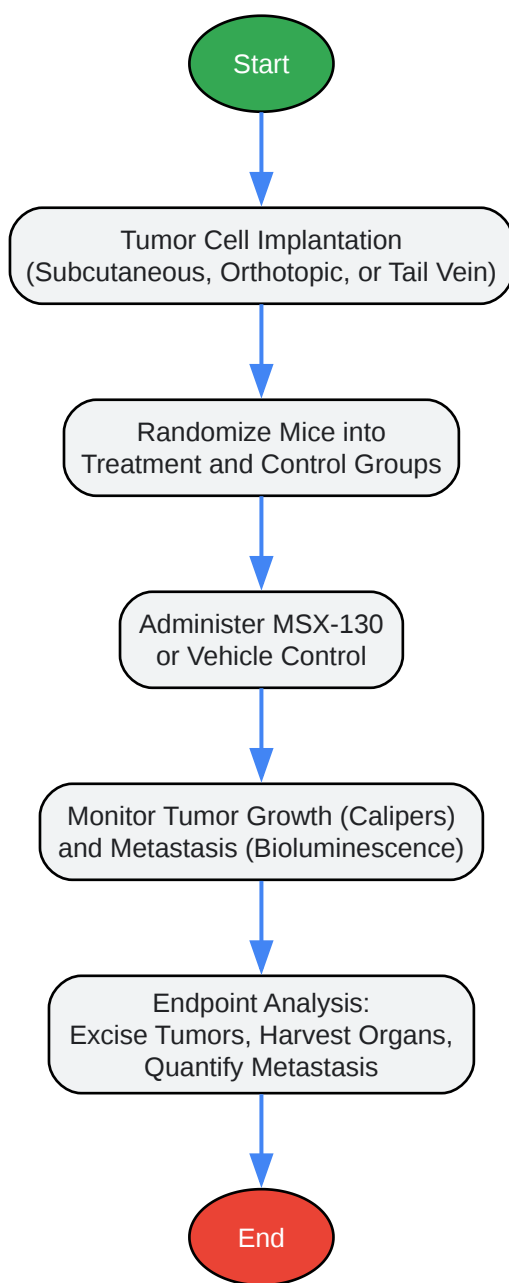 Start
Tumor Cell Implantation
(Subcutaneous, Orthotopic, or Tail Vein)
Randomize Mice into
Treatment and Control Groups
Administer MSX-130
or Vehicle Control
Monitor Tumor Growth (Calipers)
and Metastasis (Bioluminescence)
Endpoint Analysis:
Excise Tumors, Harvest Organs,
Quantify Metastasis
End